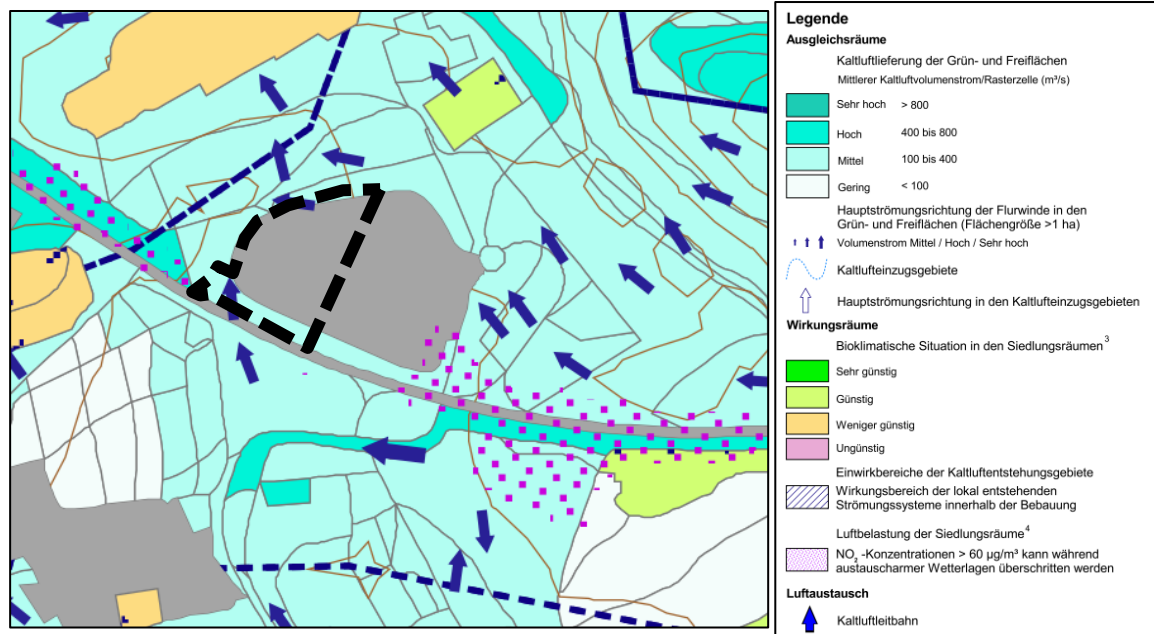 Legende
Ausgleichsräume
Kaltluftlieferung der Grün- und Freiflächen
Mittlerer Kaltluftvolumenstrom/Rasterzelle (m³/s)
Sehr hoch > 800
Hoch 400 bis 800
Mittel 100 bis 400
Gering < 100
Hauptströmungsrichtung der Flurwinde in den
Grün- und Freiflächen (Flächengröße >1 ha)
Volumenstrom Mittel / Hoch / Sehr hoch
Kaltlufteinzugsgebiete
Hauptströmungsrichtung in den Kaltlufteinzugsgebieten
Wirkungsräume
Bioklimatische Situation in den Siedlungsräumen³
Sehr günstig
Günstig
Weniger günstig
Ungünstig
Einwirkbereiche der Kaltluftentstehungsgebiete
Wirkungsbereich der lokal entstehenden
Strömungssysteme innerhalb der Bebauung
Luftbelastung der Siedlungsräume⁴
NO₂ -Konzentrationen > 60 µg/m³ kann während
austauscharmer Wetterlagen überschritten werden
Luftaustausch
Kaltluftleitbahn